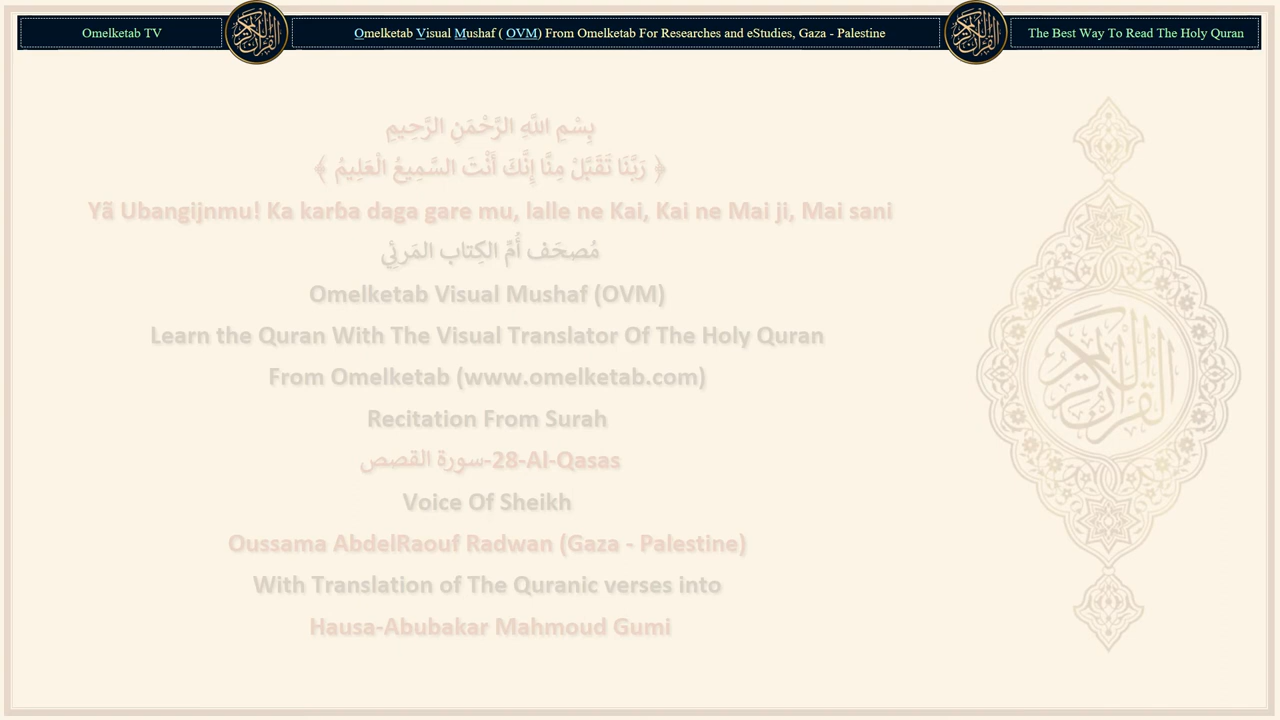 Omelketab TV
Omelketab Visual Mushaf ( OVM) From Omelketab For Researches and eStudies, Gaza - Palestine
The Best Way To Read The Holy Quran
بِسْمِ اللَّهِ الرَّحْمَنِ الرَّحِيمِ
﴿ رَبَّنَا تَقَبَّلْ مِنَّا إِنَّكَ أَنْتَ السَّمِيعُ الْعَلِيمُ ﴾
Yã Ubangijnmu! Ka karɓa daga gare mu, lalle ne Kai, Kai ne Mai ji, Mai sani
مُصحَف أُمِّ الكِتاب المَرئِي
Omelketab Visual Mushaf (OVM)
Learn the Quran With The Visual Translator Of The Holy Quran
From Omelketab (www.omelketab.com)
Recitation From Surah
سورة القصص-28-Al-Qasas
Voice Of Sheikh
Oussama AbdelRaouf Radwan (Gaza - Palestine)
With Translation of The Quranic verses into
Hausa-Abubakar Mahmoud Gumi
القرآن الكريم